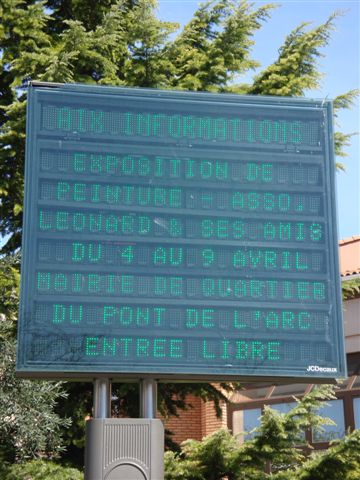 AIX INFORMATIONS
EXPOSITION DE
PEINTURE - ASSO.
LEONARD & SES AMIS
DU 4 AU 9 AVRIL
MAIRIE DE QUARTIER
DU PONT DE L'ARC
ENTREE LIBRE
JCDecaux